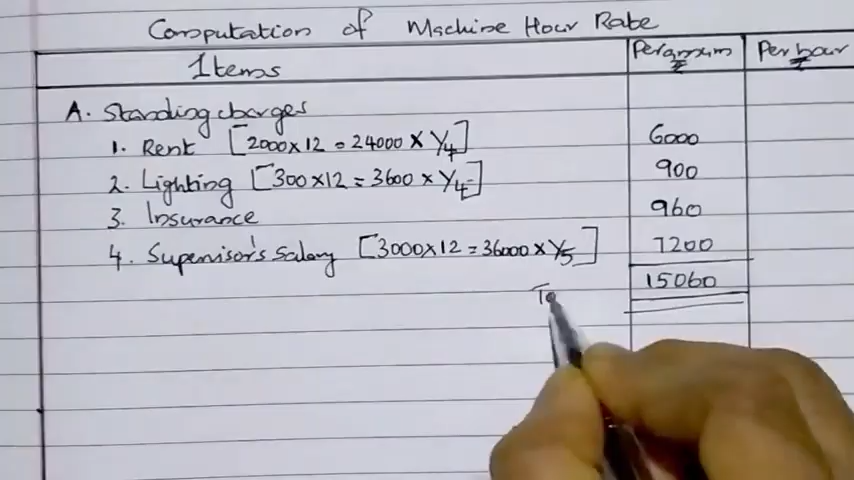 Computation of Machine Hour Rate
Items Per annum Per hour
A. Standing charges
1. Rent [2000×12 = 24000 × 1/4] 6000
2. Lighting [300×12 = 3600 × 1/4] 900
3. Insurance 960
4. Supervisor's Salary [3000×12 = 36000 × 1/5] 7200
15060
To